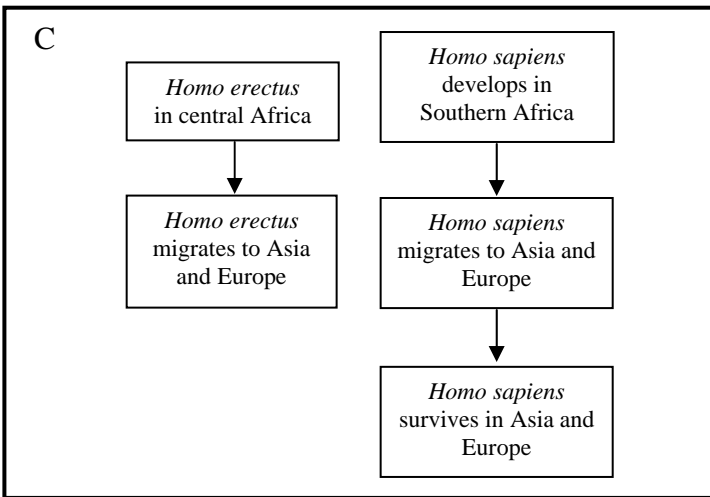 C
Homo erectus
in central Africa
Homo erectus
migrates to Asia
and Europe
Homo sapiens
develops in
Southern Africa
Homo sapiens
migrates to Asia and
Europe
Homo sapiens
survives in Asia and
Europe